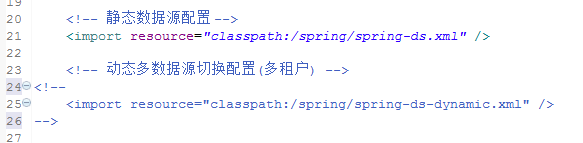 19
20 <!-- 静态数据源配置 -->
21 <import resource="classpath:/spring/spring-ds.xml" />
22
23 <!-- 动态多数据源切换配置(多租户) -->
24 <!--
25 <import resource="classpath:/spring/spring-ds-dynamic.xml" />
26 -->
27